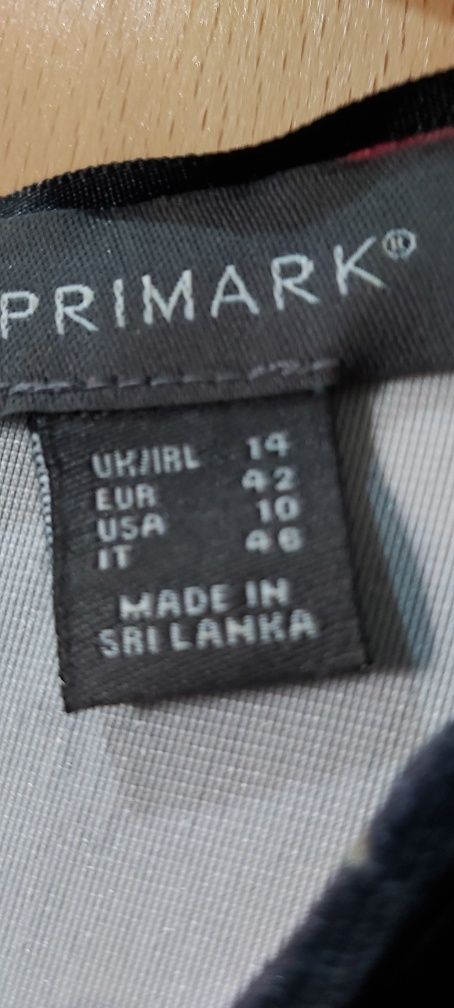 PRIMARK®
UK/IRL 14
EUR 42
USA 10
IT 46
MADE IN
SRI LANKA